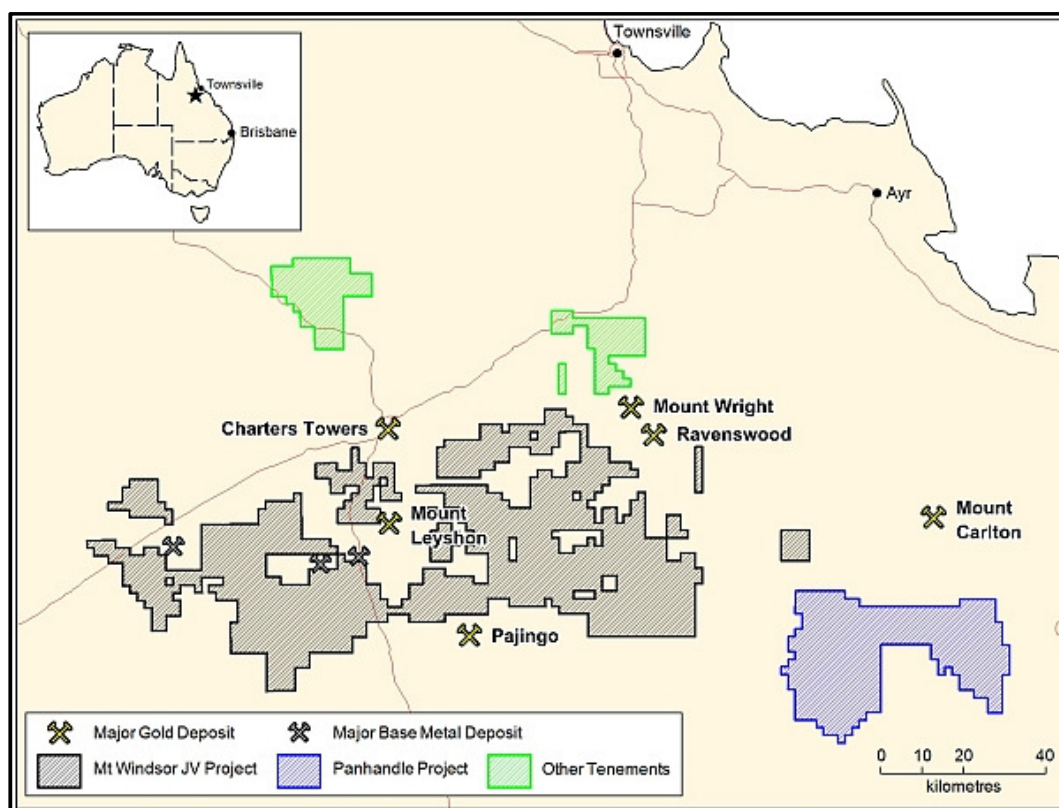 Townsville
Brisbane
Townsville
Ayr
Charters Towers
Mount Wright
Ravenswood
Mount
Leyshon
Mount
Carlton
Pajingo
Major Gold Deposit
Major Base Metal Deposit
Mt Windsor JV Project
Panhandle Project
Other Tenements
0 10 20 40
kilometres